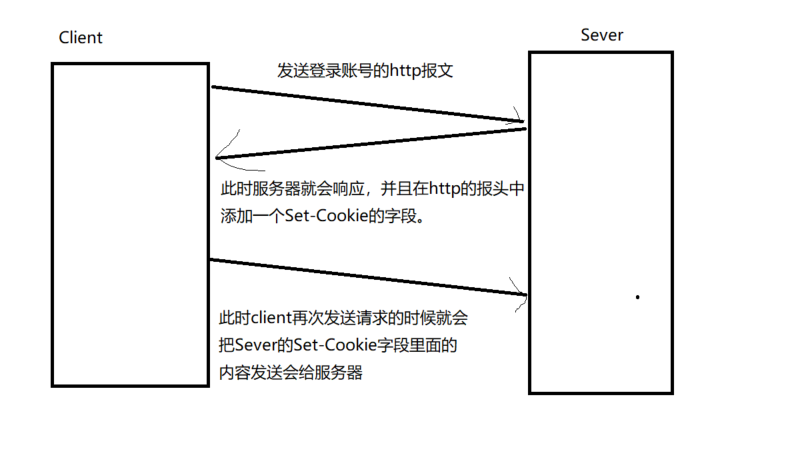 Client
Sever
发送登录账号的http报文
此时服务器就会响应，并且在http的报头中
添加一个Set-Cookie的字段。
此时client再次发送请求的时候就会
把Sever的Set-Cookie字段里面的
内容发送会给服务器